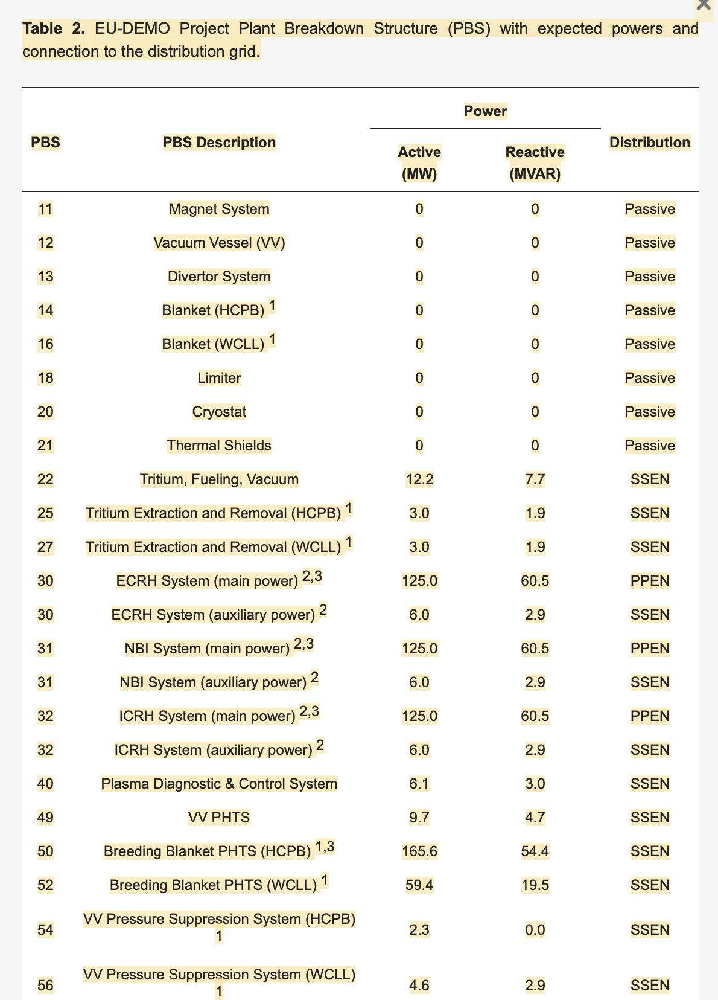 Table 2. EU-DEMO Project Plant Breakdown Structure (PBS) with expected powers and
connection to the distribution grid.
Power
PBS PBS Description Distribution
Active Reactive
(MW) (MVAR)
11 Magnet System 0 0 Passive
12 Vacuum Vessel (VV) 0 0 Passive
13 Divertor System 0 0 Passive
14 Blanket (HCPB) 1 0 0 Passive
16 Blanket (WCLL) 1 0 0 Passive
18 Limiter 0 0 Passive
20 Cryostat 0 0 Passive
21 Thermal Shields 0 0 Passive
22 Tritium, Fueling, Vacuum 12.2 7.7 SSEN
25 Tritium Extraction and Removal (HCPB) 1 3.0 1.9 SSEN
27 Tritium Extraction and Removal (WCLL) 1 3.0 1.9 SSEN
30 ECRH System (main power) 2,3 125.0 60.5 PPEN
30 ECRH System (auxiliary power) 2 6.0 2.9 SSEN
31 NBI System (main power) 2,3 125.0 60.5 PPEN
31 NBI System (auxiliary power) 2 6.0 2.9 SSEN
32 ICRH System (main power) 2,3 125.0 60.5 PPEN
32 ICRH System (auxiliary power) 2 6.0 2.9 SSEN
40 Plasma Diagnostic & Control System 6.1 3.0 SSEN
49 VV PHTS 9.7 4.7 SSEN
50 Breeding Blanket PHTS (HCPB) 1,3 165.6 54.4 SSEN
52 Breeding Blanket PHTS (WCLL) 1 59.4 19.5 SSEN
VV Pressure Suppression System (HCPB)
54 1 2.3 0.0 SSEN
VV Pressure Suppression System (WCLL)
56 1 4.6 2.9 SSEN